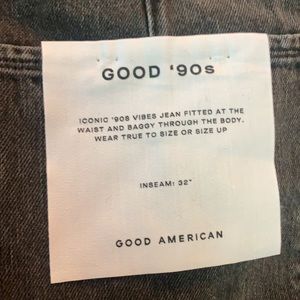 GOOD ‘90s
ICONIC ‘90S VIBES JEAN FITTED AT THE
WAIST AND BAGGY THROUGH THE BODY.
WEAR TRUE TO SIZE OR SIZE UP
INSEAM: 32"
GOOD AMERICAN